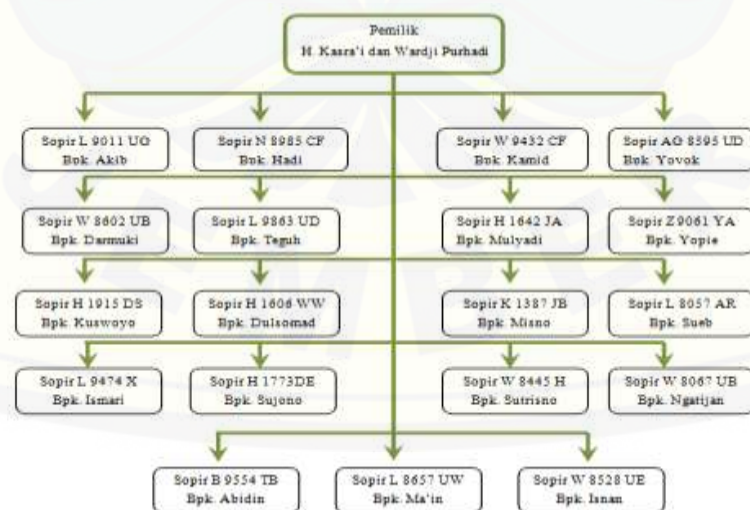 Pemilik
H. Kasra'i dan Wardji Purhadi
Sopir L 9011 UG
Bpk. Akib
Sopir N 8985 CF
Bpk. Hadi
Sopir W 9432 CF
Bpk. Kamid
Sopir AG 8595 UD
Bpk. Yovok
Sopir W 8602 UB
Bpk. Darmuki
Sopir L 9863 UD
Bpk. Teguh
Sopir H 1642 JA
Bpk. Mulyadi
Sopir Z 9061 YA
Bpk. Yopie
Sopir H 1915 DS
Bpk. Kuswoyo
Sopir H 1606 WW
Bpk. Dulsomad
Sopir K 1387 JB
Bpk. Misno
Sopir L 8057 AR
Bpk. Sueb
Sopir L 9474 X
Bpk. Ismari
Sopir H 1773DE
Bpk. Sujono
Sopir W 8445 H
Bpk. Sutrisno
Sopir W 8067 UB
Bpk. Ngatijan
Sopir B 9554 TB
Bpk. Abidin
Sopir L 8657 UW
Bpk. Ma'in
Sopir W 8528 UE
Bpk. Isnan